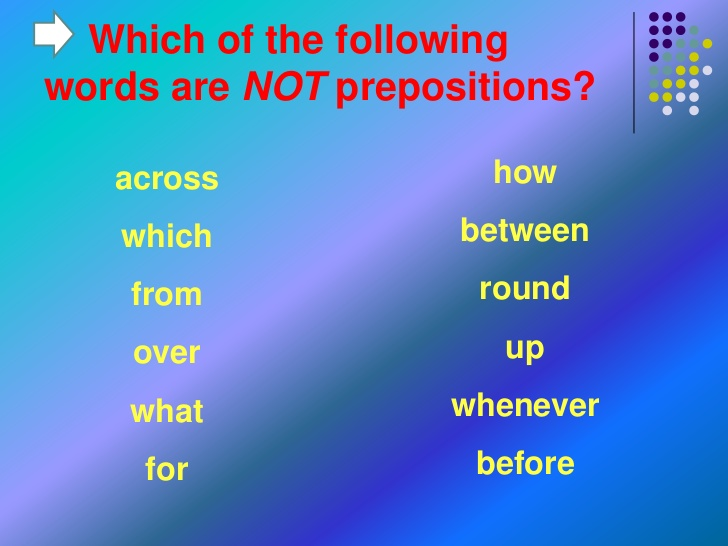 Which of the following
words are NOT prepositions?
across
which
from
over
what
for
how
between
round
up
whenever
before